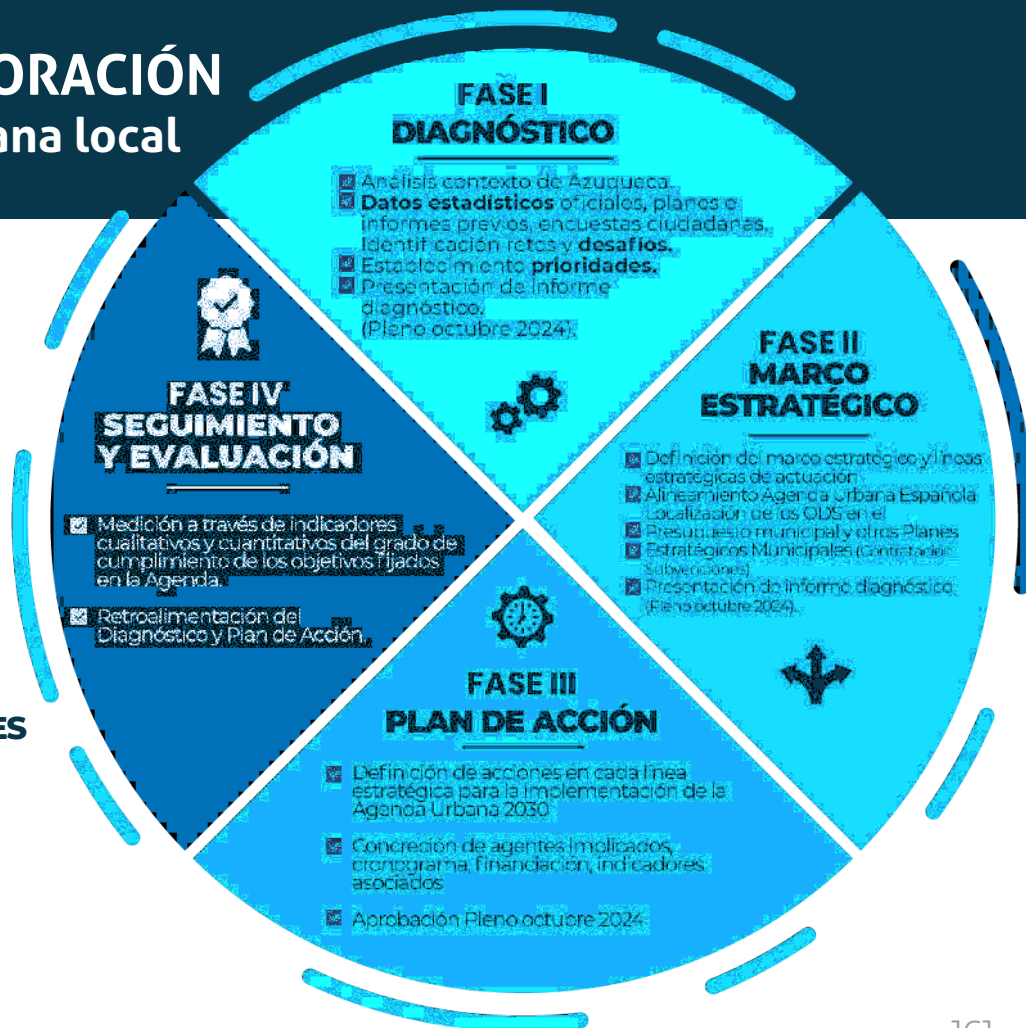 ORACIÓN
ana local
FASE I
DIAGNÓSTICO
Análisis contexto de Azuqueca.
Datos estadísticos oficiales, planes e
informes previos, encuestas ciudadanas.
Identificación retos y desafíos.
Establecimiento prioridades.
Presentación de informe
diagnóstico.
(Pleno octubre 2024).
FASE II
MARCO
ESTRATÉGICO
Definición del marco estratégico y líneas
estratégicas de actuación
Alineamiento Agenda Urbana Española
Localización de los ODS en el
Presupuesto municipal y otros Planes
Estratégicos Municipales (Contratación
Subvenciones)
Presentación de informe diagnóstico
(Pleno octubre 2024).
FASE III
PLAN DE ACCIÓN
Definición de acciones en cada línea
estratégica para la implementación de la
Agenda Urbana 2030
Concreción de agentes implicados,
cronograma, financiación, indicadores
asociados
Aprobación Pleno octubre 2024
FASE IV
SEGUIMIENTO
Y EVALUACIÓN
Medición a través de indicadores
cualitativos y cuantitativos del grado de
cumplimiento de los objetivos fijados
en la Agenda.
Retroalimentación del
Diagnóstico y Plan de Acción.
ES